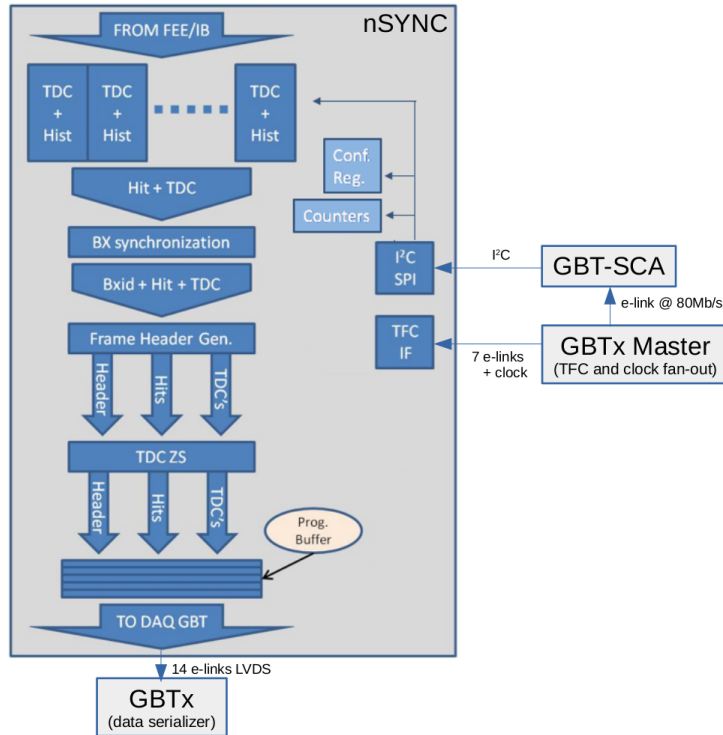 nSYNC
FROM FEE/IB
TDC
+
Hist
TDC
+
Hist
TDC
+
Hist
Hit + TDC
BX synchronization
Bxid + Hit + TDC
Frame Header Gen.
Header
Hits
TDC's
TDC ZS
Header
Hits
TDC's
Prog.
Buffer
TO DAQ GBT
14 e-links LVDS
GBTx
(data serializer)
Conf.
Reg.
Counters
I²C
SPI
TFC
IF
I²C
GBT-SCA
e-link @ 80Mb/s
GBTx Master
(TFC and clock fan-out)
7 e-links
+ clock